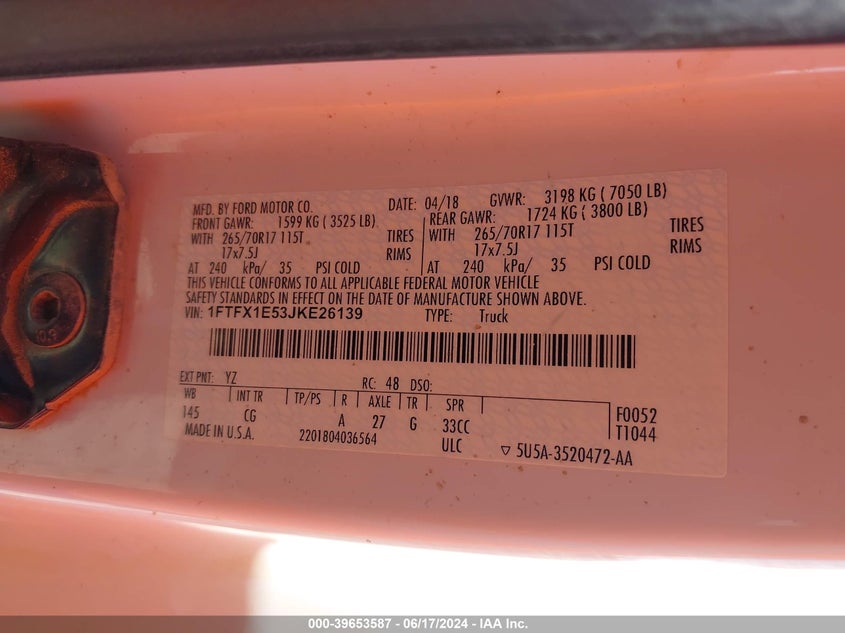 MFD. BY FORD MOTOR CO. DATE: 04/18 GVWR: 3198 KG ( 7050 LB)
FRONT GAWR: 1599 KG ( 3525 LB) REAR GAWR: 1724 KG ( 3800 LB)
WITH 265/70R17 115T TIRES WITH 265/70R17 115T TIRES
17x7.5J RIMS 17x7.5J RIMS
AT 240 kPa/ 35 PSI COLD AT 240 kPa/ 35 PSI COLD
THIS VEHICLE CONFORMS TO ALL APPLICABLE FEDERAL MOTOR VEHICLE
SAFETY STANDARDS IN EFFECT ON THE DATE OF MANUFACTURE SHOWN ABOVE.
VIN: 1FTFX1E53JKE26139 TYPE: Truck
EXT PNT: YZ RC: 48 DSO:
WB INT TR TP/PS R AXLE TR SPR
145 CG A 27 G 33CC F0052
MADE IN U.S.A. 2201804036564 ULC T1044
5U5A-3520472-AA
03
000-39653587 - 06/17/2024 - IAA Inc.